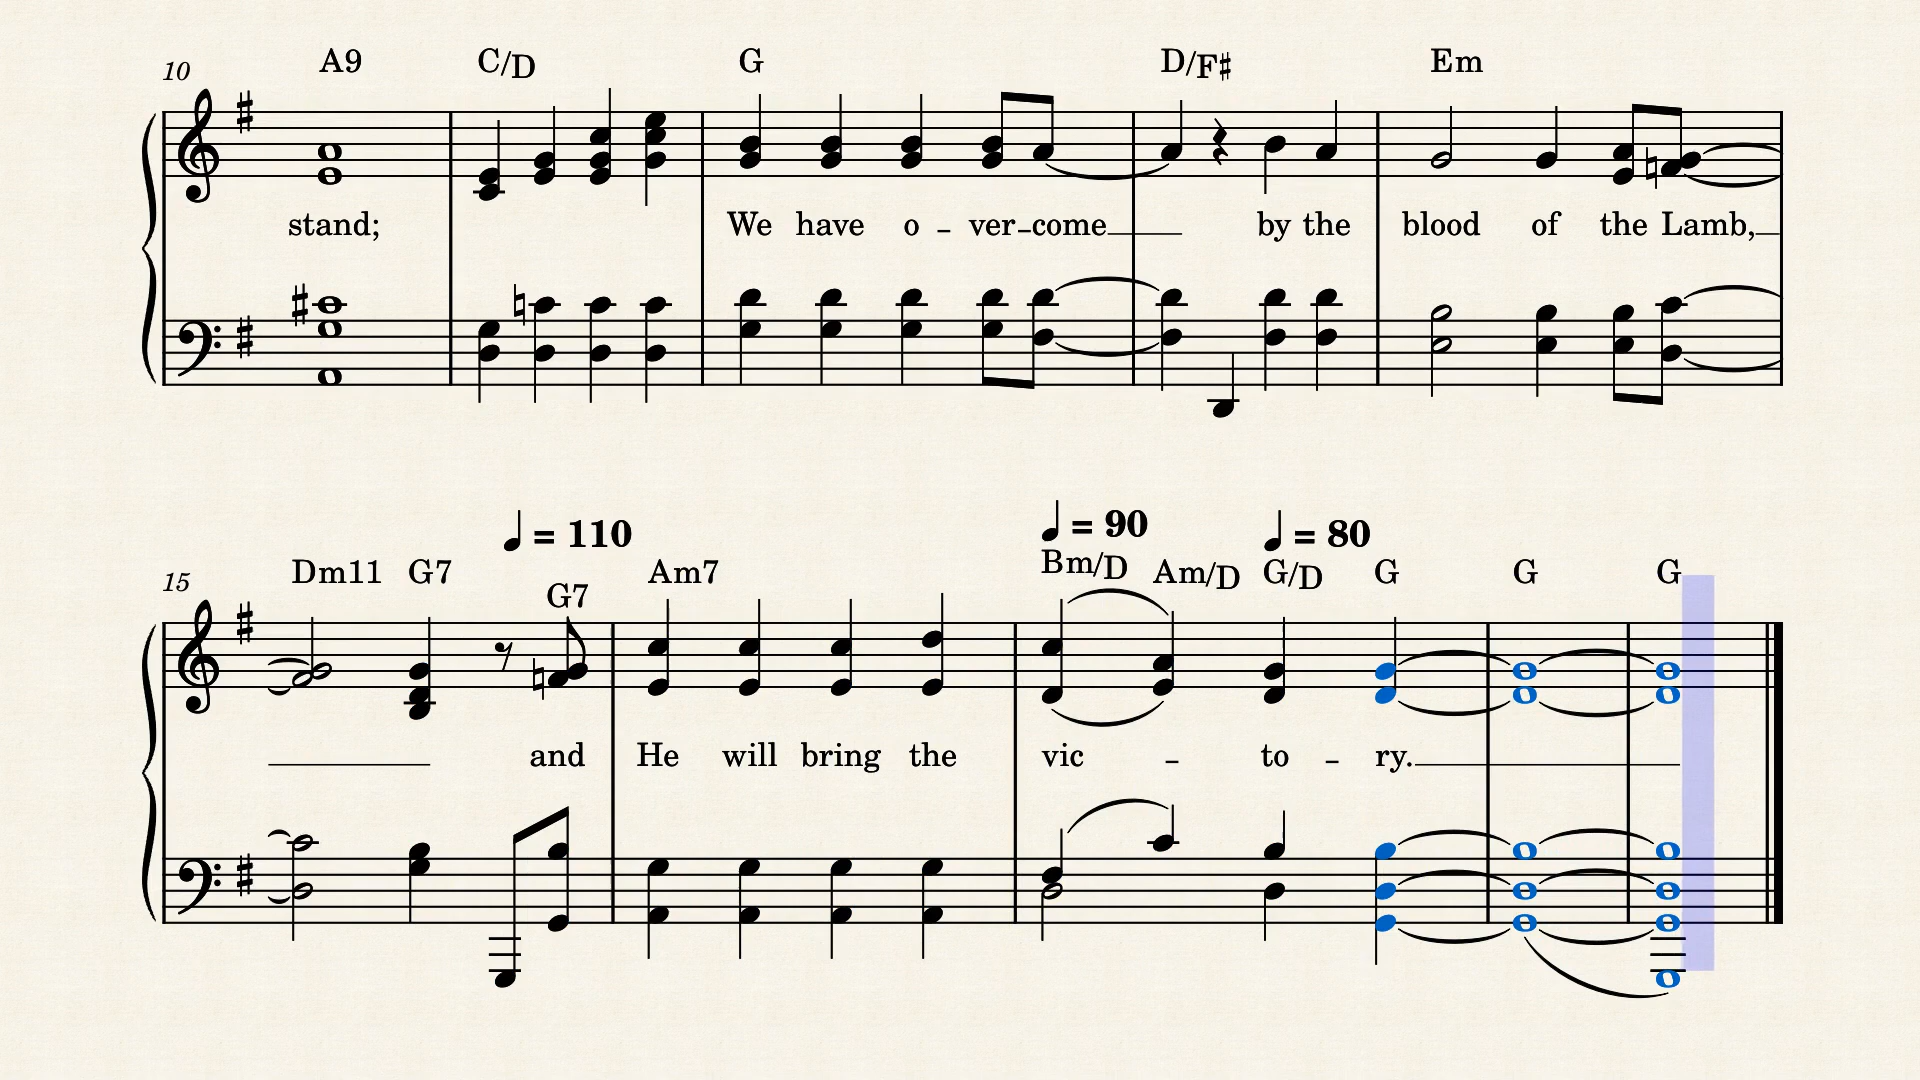 10 A9 C/D G D/F♯ Em
stand; We have o - ver - come by the blood of the Lamb,
♩ = 110 ♩ = 90 ♩ = 80
15 Dm11 G7 G7 Am7 Bm/D Am/D G/D G G G
and He will bring the vic - to - ry.